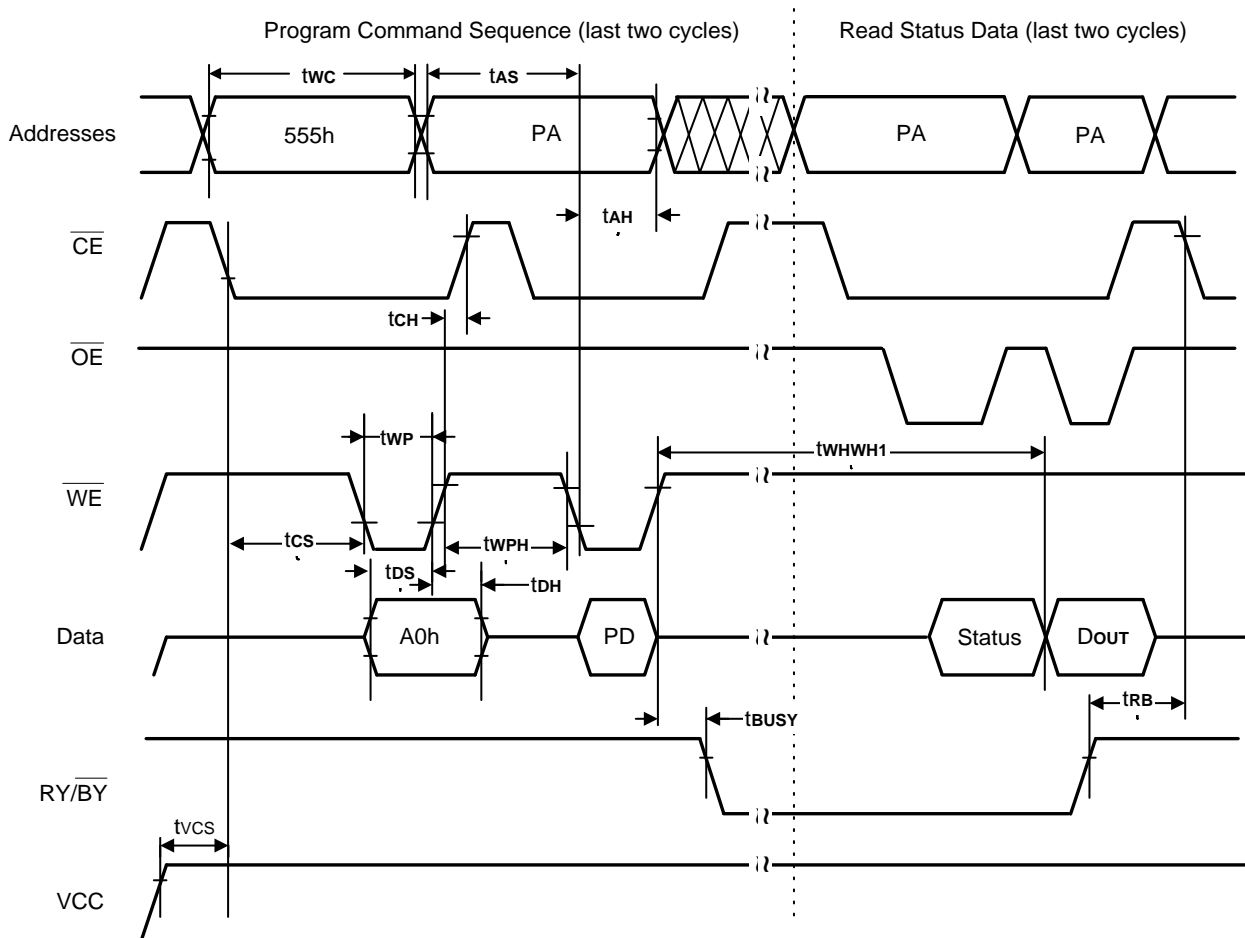 Program Command Sequence (last two cycles)
Read Status Data (last two cycles)
tWC
tAS
Addresses
555h
PA
PA
PA
tAH
CE
tCH
OE
tWP
tWHWH1
WE
tCS
tWPH
tDS
tDH
Data
A0h
PD
Status
DOUT
tBUSY
tRB
RY/BY
tVCS
VCC